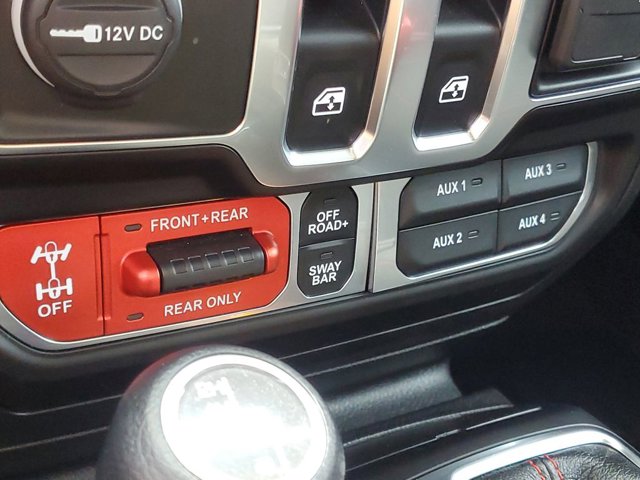 12V DC
FRONT+REAR
OFF
REAR ONLY
OFF
ROAD+
SWAY
BAR
AUX 1
AUX 2
AUX 3
AUX 4